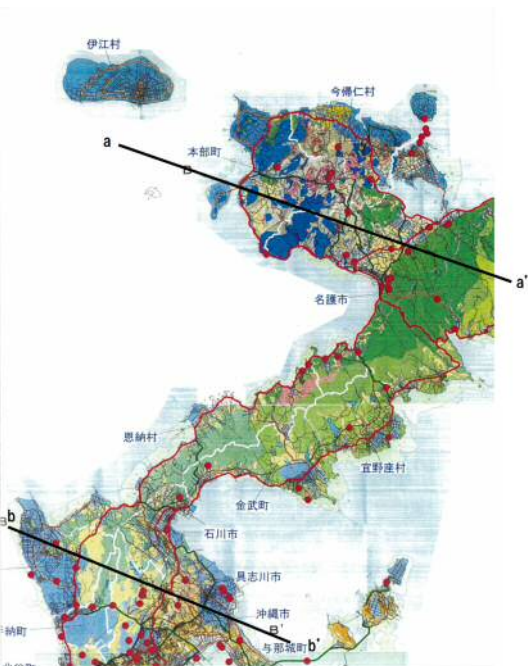 伊江村
今帰仁村
a
本部町
a'
名護市
恩納村
宜野座村
金武町
b
石川市
具志川市
沖縄市
B'
納町
与那城町
b'